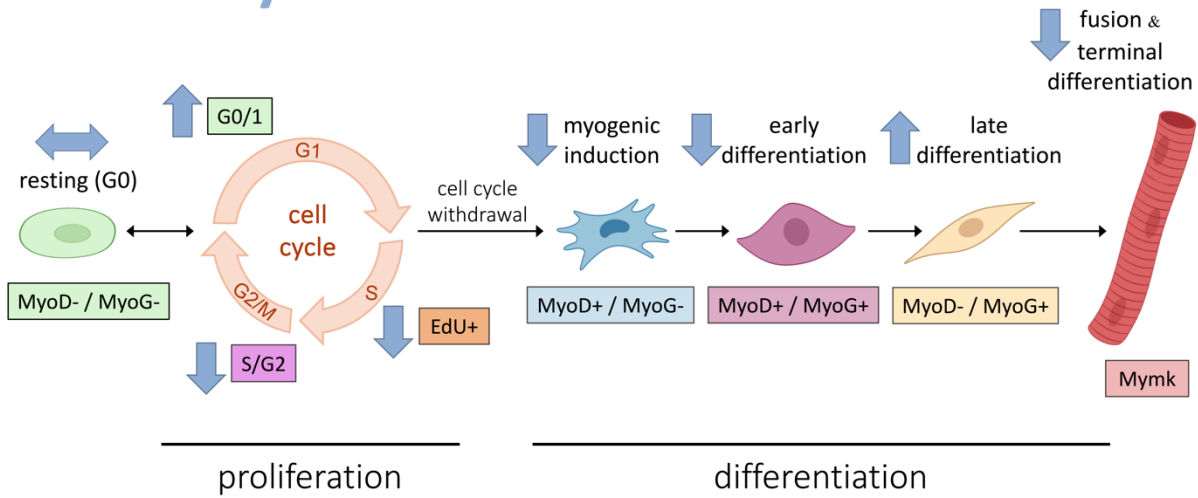 fusion &
terminal
differentiation
G0/1
myogenic
induction
early
differentiation
late
differentiation
resting (G0)
G1
cell
cycle
S
G2/M
cell cycle
withdrawal
MyoD- / MyoG-
MyoD+ / MyoG-
MyoD+ / MyoG+
MyoD- / MyoG+
EdU+
S/G2
Mymk
proliferation
differentiation